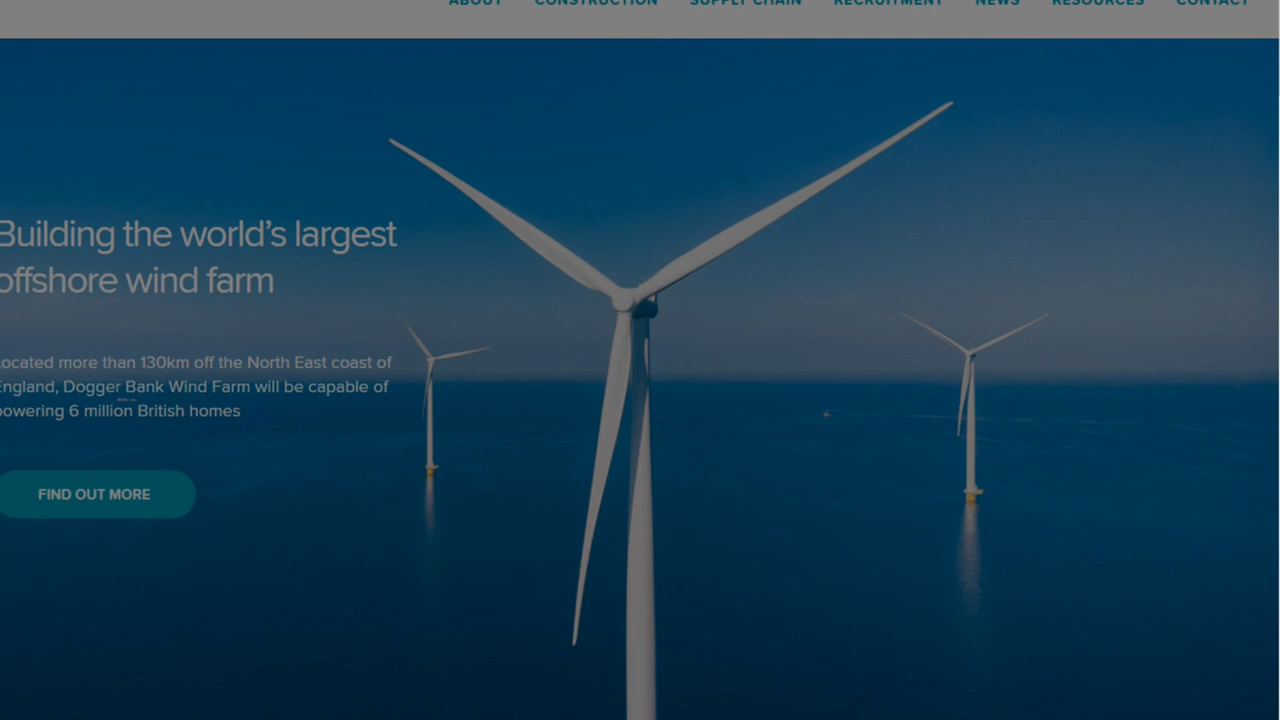 ABOUT CONSTRUCTION SUPPLY CHAIN RECRUITMENT NEWS RESOURCES CONTACT
Building the world's largest
offshore wind farm
Located more than 130km off the North East coast of
England, Dogger Bank Wind Farm will be capable of
powering 6 million British homes
FIND OUT MORE